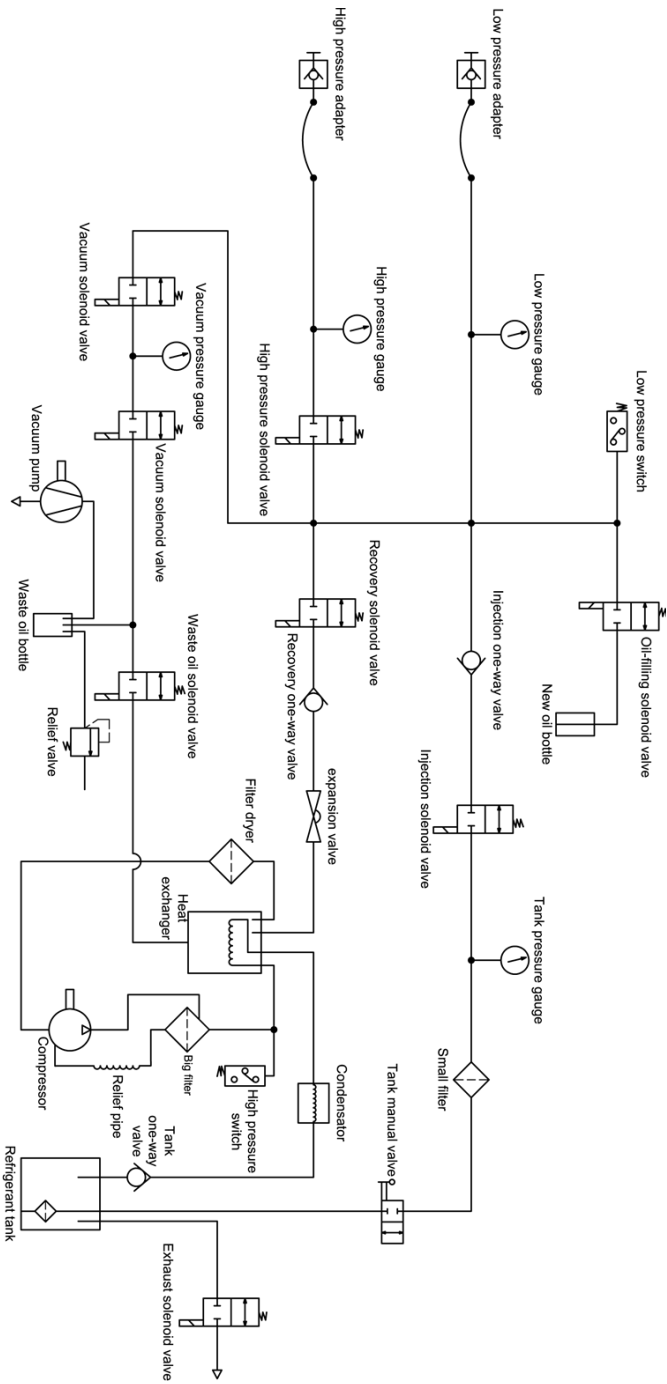 Low pressure switch
Oil-filling solenoid valve
New oil bottle
Low pressure adapter
Low pressure gauge
Injection one-way valve
Injection solenoid valve
Tank pressure gauge
Small filter
High pressure adapter
High pressure gauge
High pressure solenoid valve
Recovery solenoid valve
Recovery one-way valve
expansion valve
Condensator
Tank manual valve
Vacuum solenoid valve
Vacuum pressure gauge
Vacuum solenoid valve
Waste oil solenoid valve
Filter dryer
Heat
exchanger
High pressure
switch
Big filter
Vacuum pump
Waste oil bottle
Relief valve
Compressor
Relief pipe
Tank
one-way
valve
Refrigerant tank
Exhaust solenoid valve